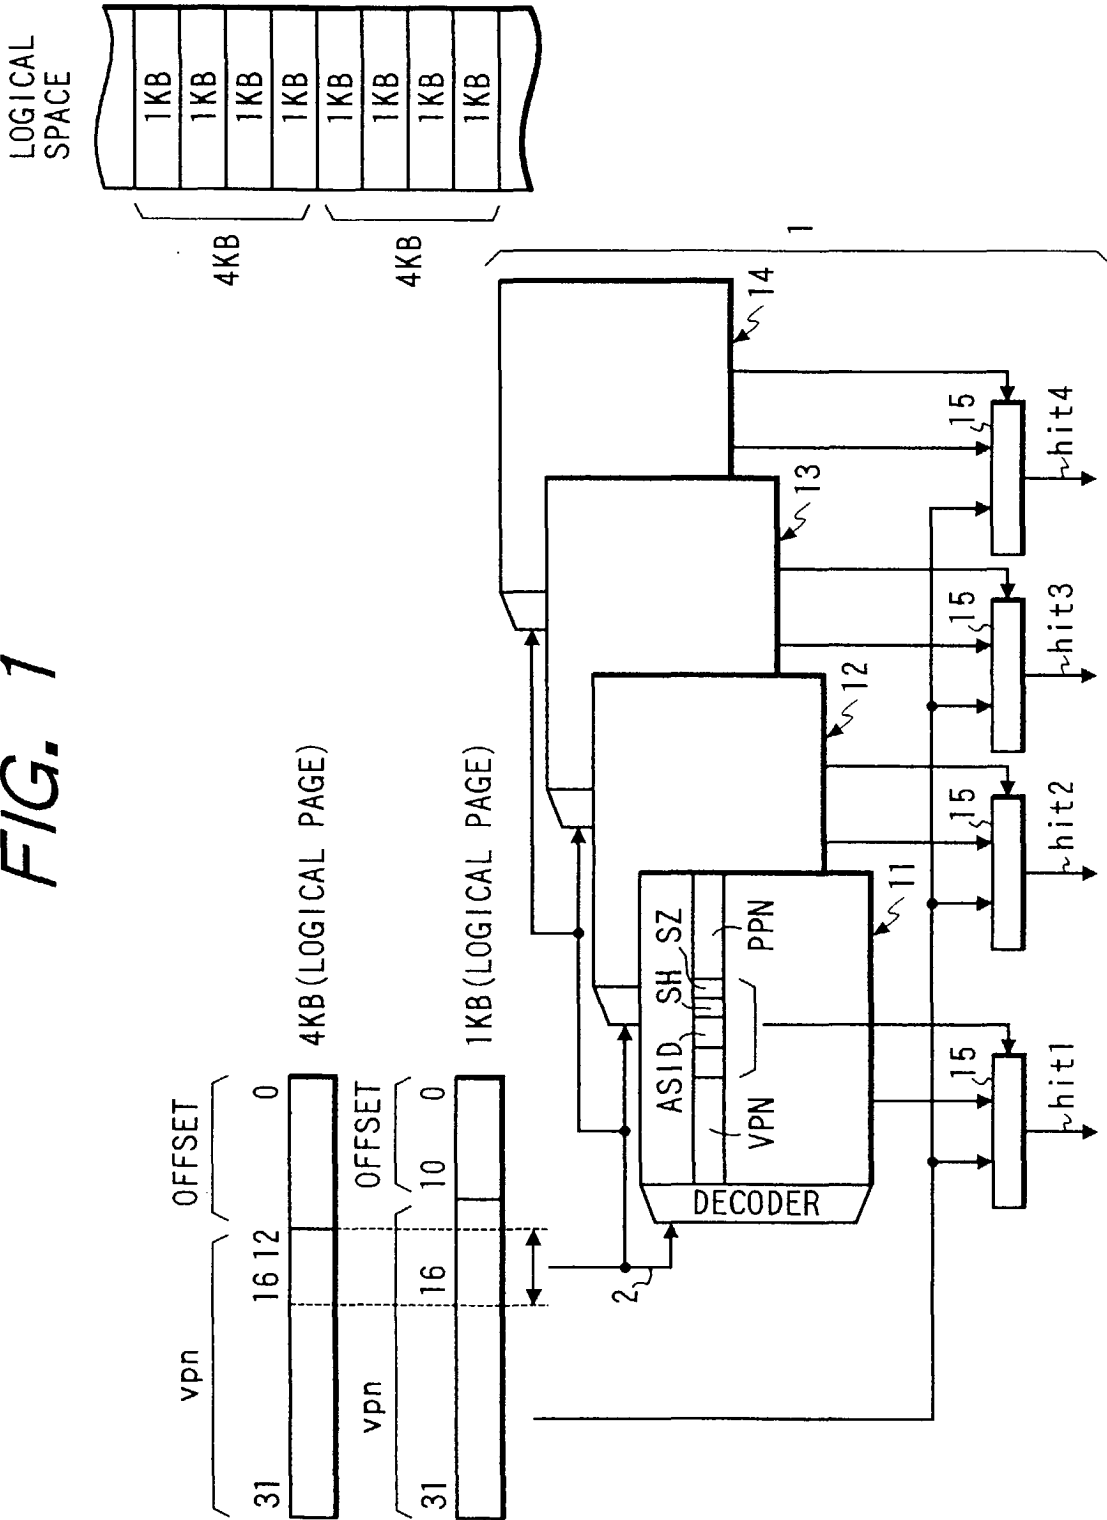 FIG. 1
LOGICAL
SPACE
1KB
1KB
1KB
1KB
1KB
1KB
1KB
1KB
4KB
4KB
vpn
OFFSET
31
16
12
0
4KB(LOGICAL PAGE)
vpn
OFFSET
31
16
10
0
1KB(LOGICAL PAGE)
2
DECODER
VPN
ASID
SH
SZ
PPN
11
12
13
14
1
15
15
15
15
hit1
hit2
hit3
hit4